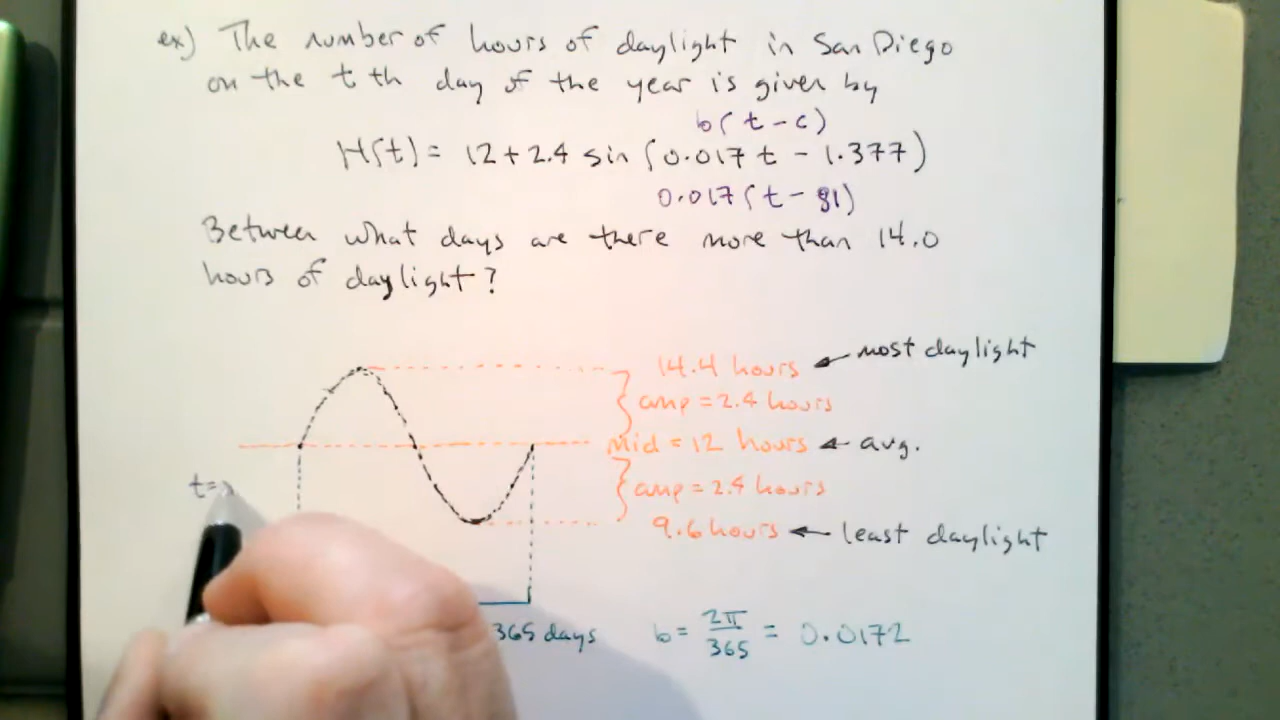 ex) The number of hours of daylight in San Diego
on the t th day of the year is given by
b(t-c)
H(t) = 12 + 2.4 sin (0.017 t - 1.377)
0.017(t - 81)
Between what days are there more than 14.0
hours of daylight?
14.4 hours ← most daylight
amp = 2.4 hours
mid = 12 hours ← avg.
t=
amp = 2.4 hours
9.6 hours ← least daylight
365 days b = 2π/365 = 0.0172